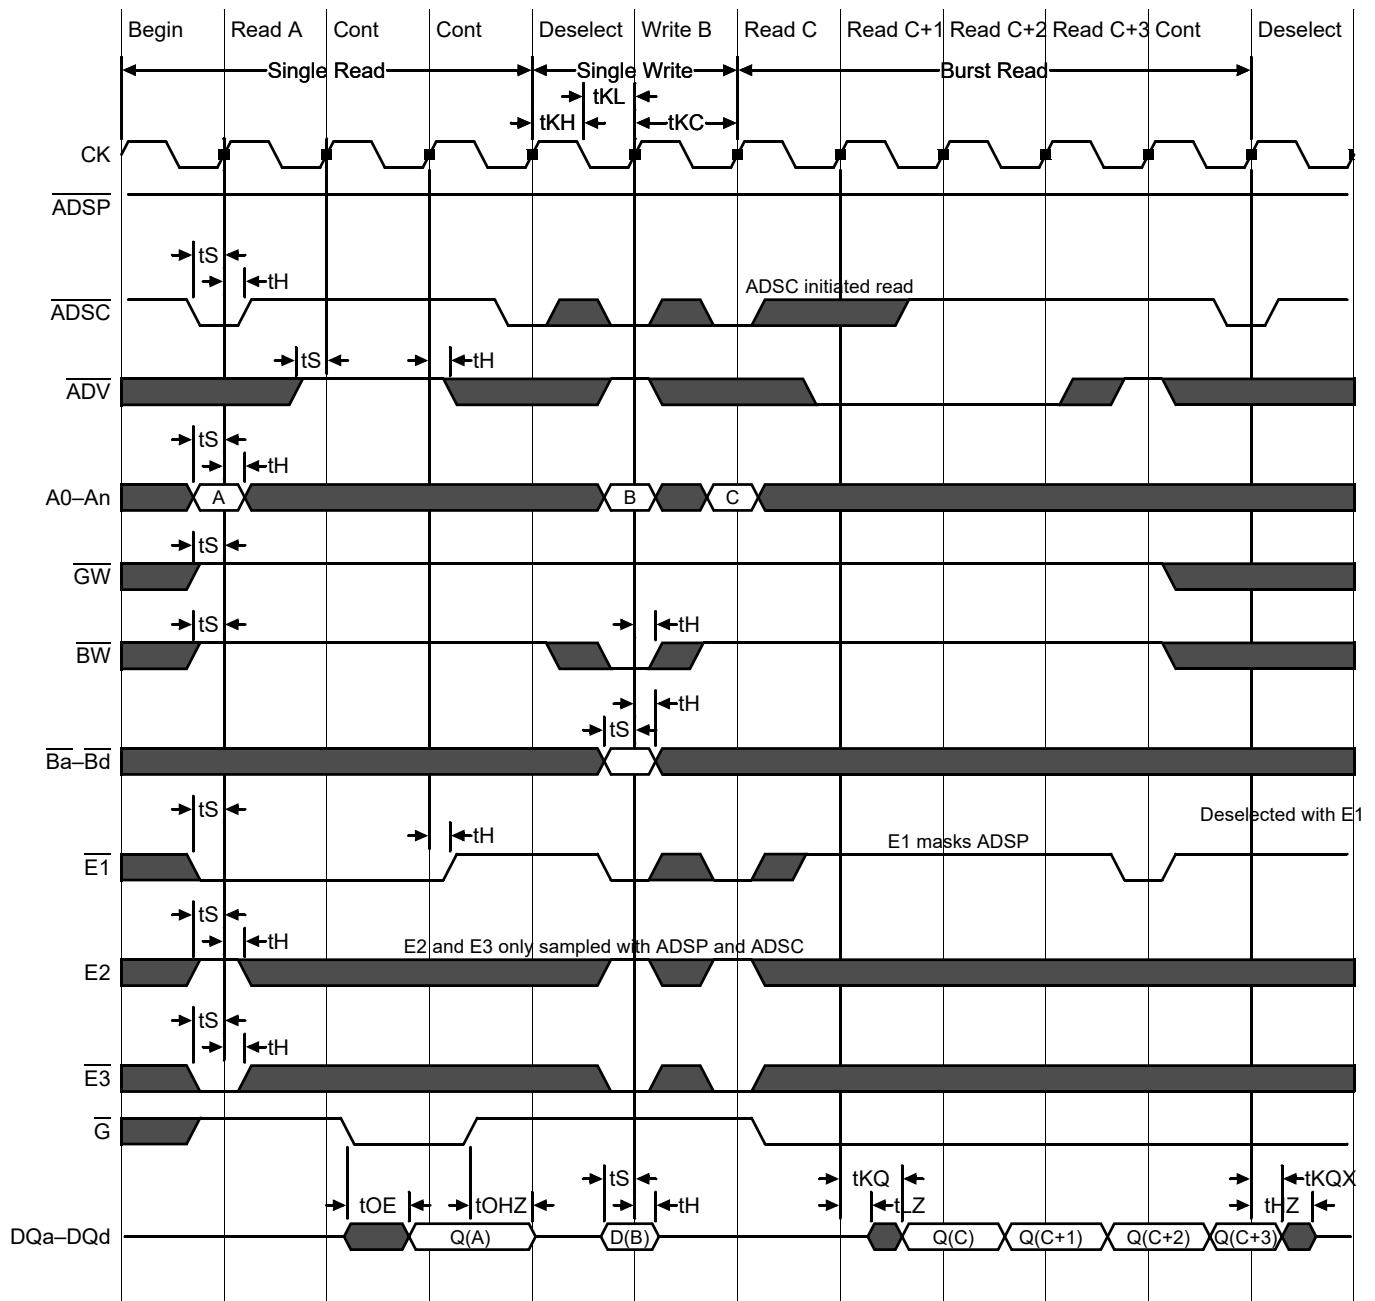 Begin Read A Cont Cont Deselect Write B Read C Read C+1 Read C+2 Read C+3 Cont Deselect
Single Read Single Write Burst Read
tKL
tKH tKC
CK
ADSP
tS
tH
ADSC initiated read
ADSC
tS tH
ADV
tS
tH
A0–An A B C
tS
GW
tS tH
BW
tH
tS
Ba–Bd
tS
Deselected with E1
tH
E1 masks ADSP
E1
tS
tH
E2 and E3 only sampled with ADSP and ADSC
E2
tS
tH
E3
G
tS tKQ tKQX
tOE tOHZ tH tLZ tHZ
DQa–DQd Q(A) D(B) Q(C) Q(C+1) Q(C+2) Q(C+3)